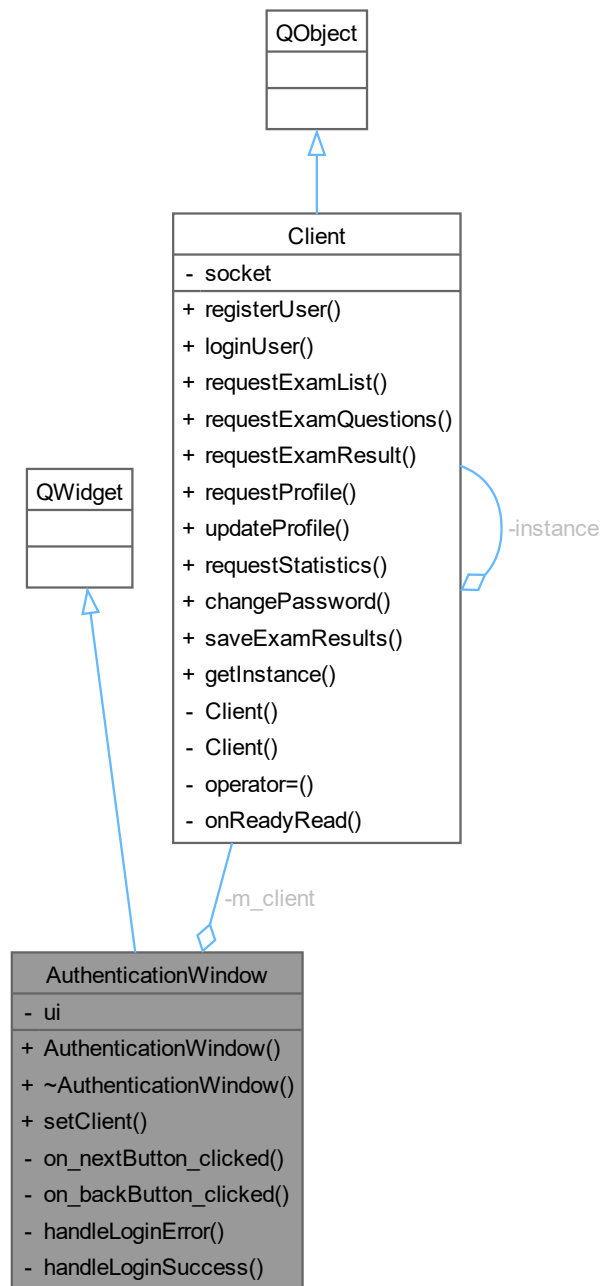 QObject
Client
- socket
+ registerUser()
+ loginUser()
+ requestExamList()
+ requestExamQuestions()
+ requestExamResult()
+ requestProfile()
+ updateProfile()
+ requestStatistics()
+ changePassword()
+ saveExamResults()
+ getInstance()
- Client()
- Client()
- operator=()
- onReadyRead()
-instance
QWidget
-m_client
AuthenticationWindow
- ui
+ AuthenticationWindow()
+ ~AuthenticationWindow()
+ setClient()
- on_nextButton_clicked()
- on_backButton_clicked()
- handleLoginError()
- handleLoginSuccess()